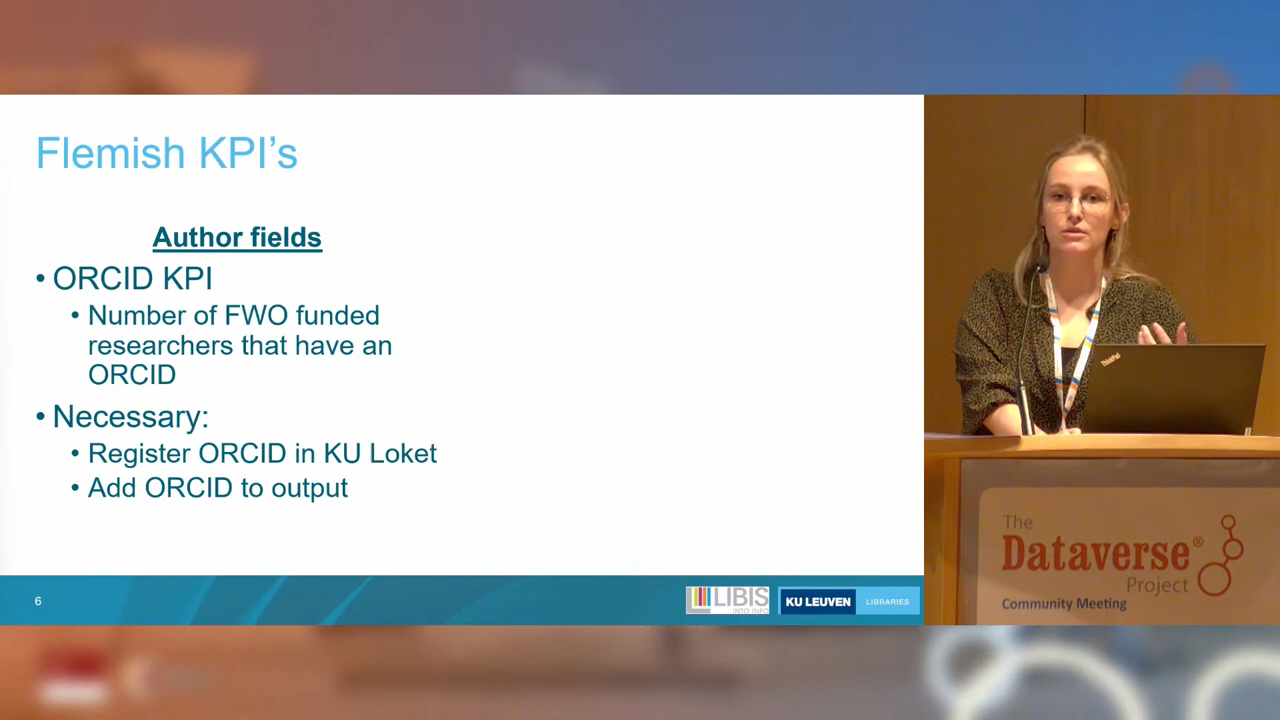 Flemish KPI's
Author fields
• ORCID KPI
• Number of FWO funded
researchers that have an
ORCID
• Necessary:
• Register ORCID in KU Loket
• Add ORCID to output
6
LIBIS
INTO INFO
KU LEUVEN
LIBRARIES
ThinkPad
The
Dataverse®
Project
Community Meeting